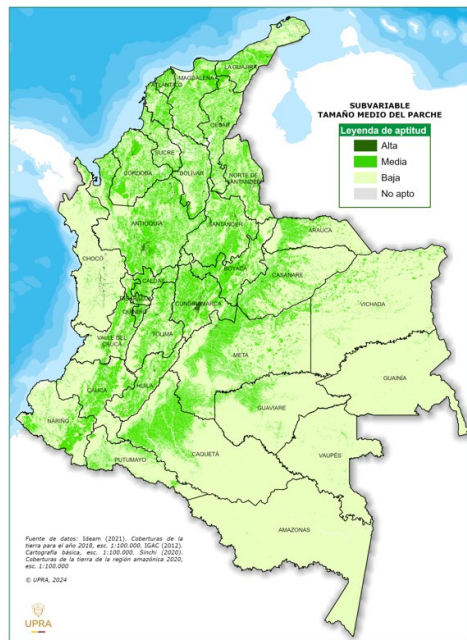 SUBVARIABLE
TAMAÑO MEDIO DEL PARCHE
Leyenda de aptitud
Alta
Media
Baja
No apto
LA GUAJIRA
MAGDALENA
ATLÁNTICO
CESAR
SUCRE
CÓRDOBA
BOLÍVAR
NORTE DE
SANTANDER
ANTIOQUIA
SANTANDER
ARAUCA
CHOCÓ
BOYACÁ
CASANARE
CALDAS
CUNDINAMARCA
VICHADA
QUINDÍO
TOLIMA
VALLE DEL
CAUCA
META
GUAINÍA
HUILA
CAUCA
GUAVIARE
NARIÑO
VAUPÉS
CAQUETÁ
PUTUMAYO
AMAZONAS
Fuente de datos: Ideam (2021). Coberturas de la
tierra para el año 2018, esc. 1:100.000. IGAC (2012).
Cartografía básica, esc. 1:100.000. Sinchi (2020).
Coberturas de la tierra de la región amazónica 2020,
esc. 1:100.000
© UPRA, 2024
UPRA